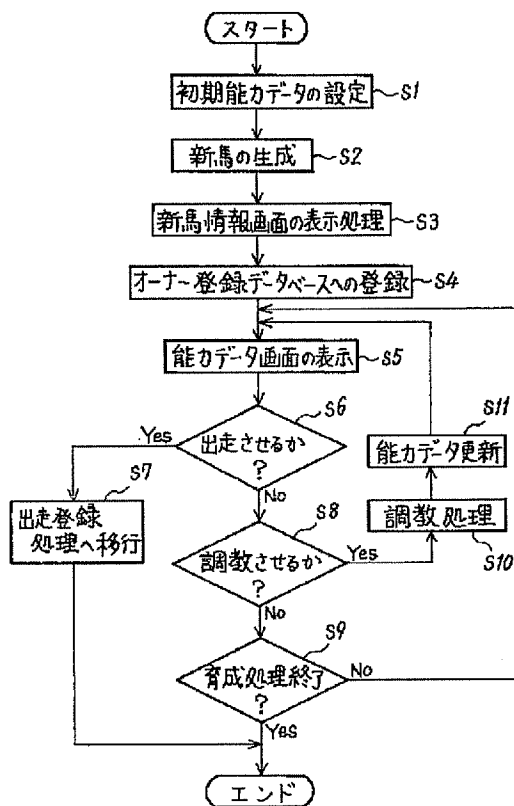 スタート
初期能力データの設定
S1
新馬の生成
S2
新馬情報画面の表示処理
S3
オーナー登録データベースへの登録
S4
能力データ画面の表示
S5
S6
出走させるか
?
Yes
No
S7
出走登録
処理へ移行
S8
調教させるか
?
Yes
No
S11
能力データ更新
調教処理
S10
S9
育成処理終了
?
No
Yes
エンド